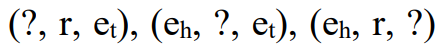 (?, r, eₜ), (eₕ, ?, eₜ), (eₕ, r, ?)